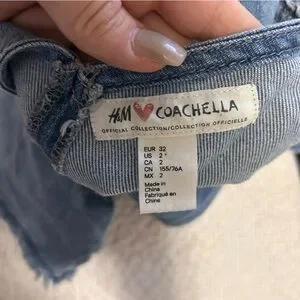 H&M ♥ COACHELLA
OFFICIAL COLLECTION/COLLECTION OFFICIELLE
EUR 32
US 2
CA 2
CN 155/76A
MX 2
Made in
China
Fabriqué en
Chine